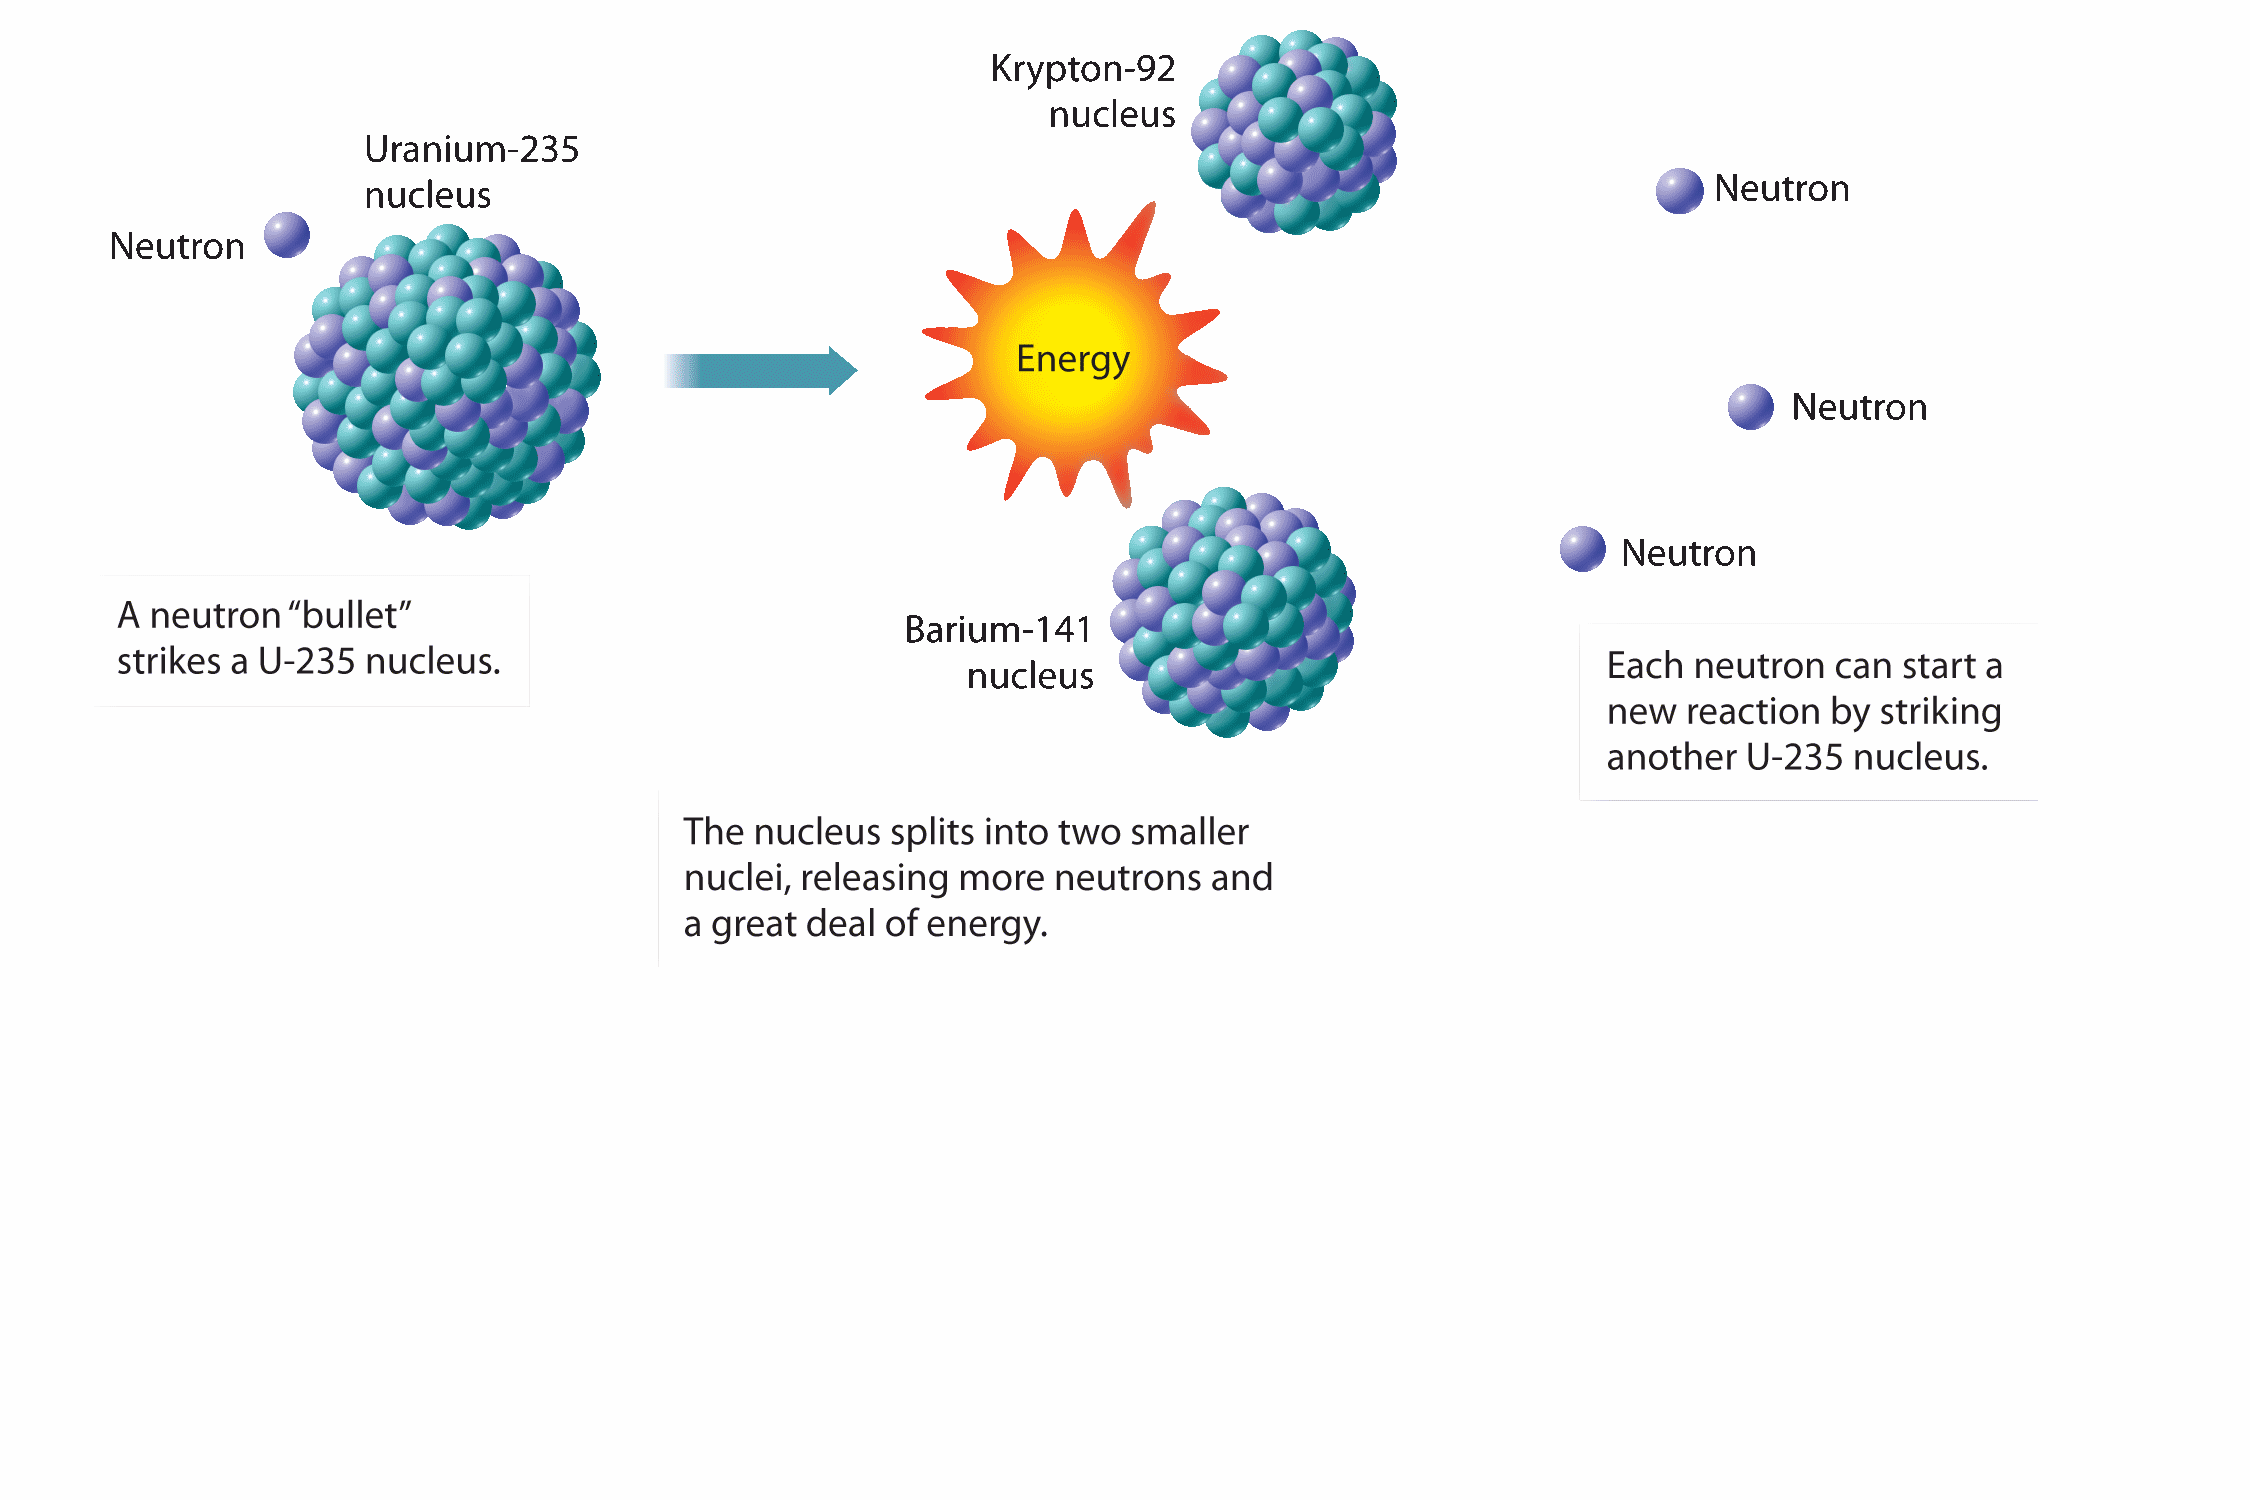 Neutron
Uranium-235
nucleus
A neutron “bullet”
strikes a U-235 nucleus.
Krypton-92
nucleus
Energy
Barium-141
nucleus
The nucleus splits into two smaller
nuclei, releasing more neutrons and
a great deal of energy.
Neutron
Neutron
Neutron
Each neutron can start a
new reaction by striking
another U-235 nucleus.